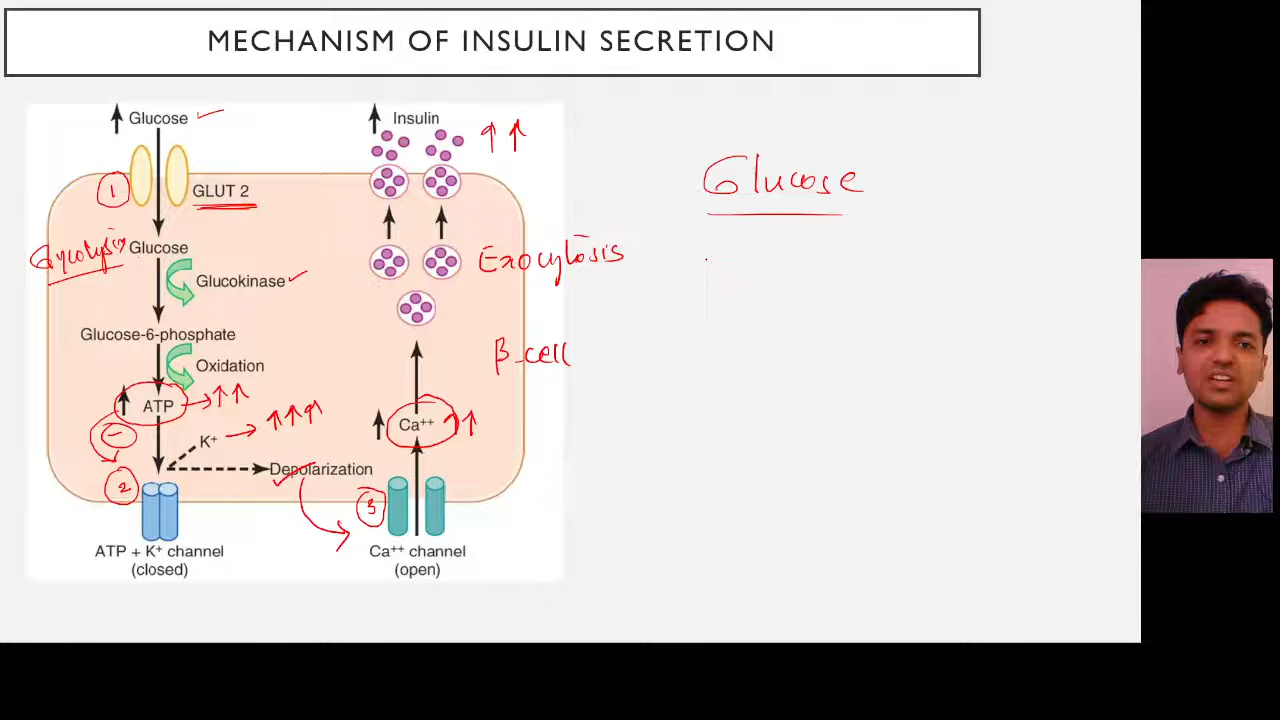 MECHANISM OF INSULIN SECRETION
Glucose
1
GLUT 2
Glycolysis
Glucose
Glucokinase
Glucose-6-phosphate
Oxidation
ATP
K⁺
2
Depolarization
ATP + K⁺ channel
(closed)
Insulin
Exocytosis
β-cell
Ca⁺⁺
3
Ca⁺⁺ channel
(open)
Glucose